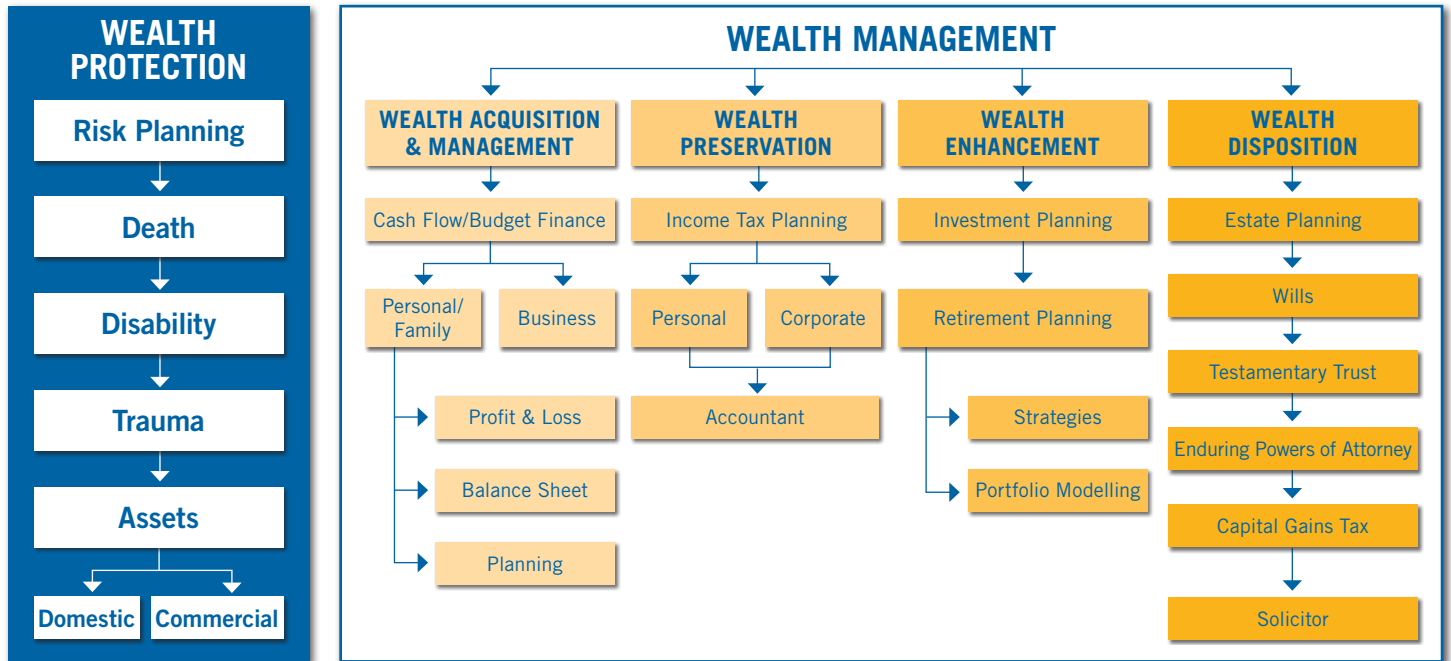 WEALTH
PROTECTION
Risk Planning
Death
Disability
Trauma
Assets
Domestic
Commercial
WEALTH MANAGEMENT
WEALTH ACQUISITION
& MANAGEMENT
Cash Flow/Budget Finance
Personal/
Family
Business
Profit & Loss
Balance Sheet
Planning
WEALTH
PRESERVATION
Income Tax Planning
Personal
Corporate
Accountant
WEALTH
ENHANCEMENT
Investment Planning
Retirement Planning
Strategies
Portfolio Modelling
WEALTH
DISPOSITION
Estate Planning
Wills
Testamentary Trust
Enduring Powers of Attorney
Capital Gains Tax
Solicitor